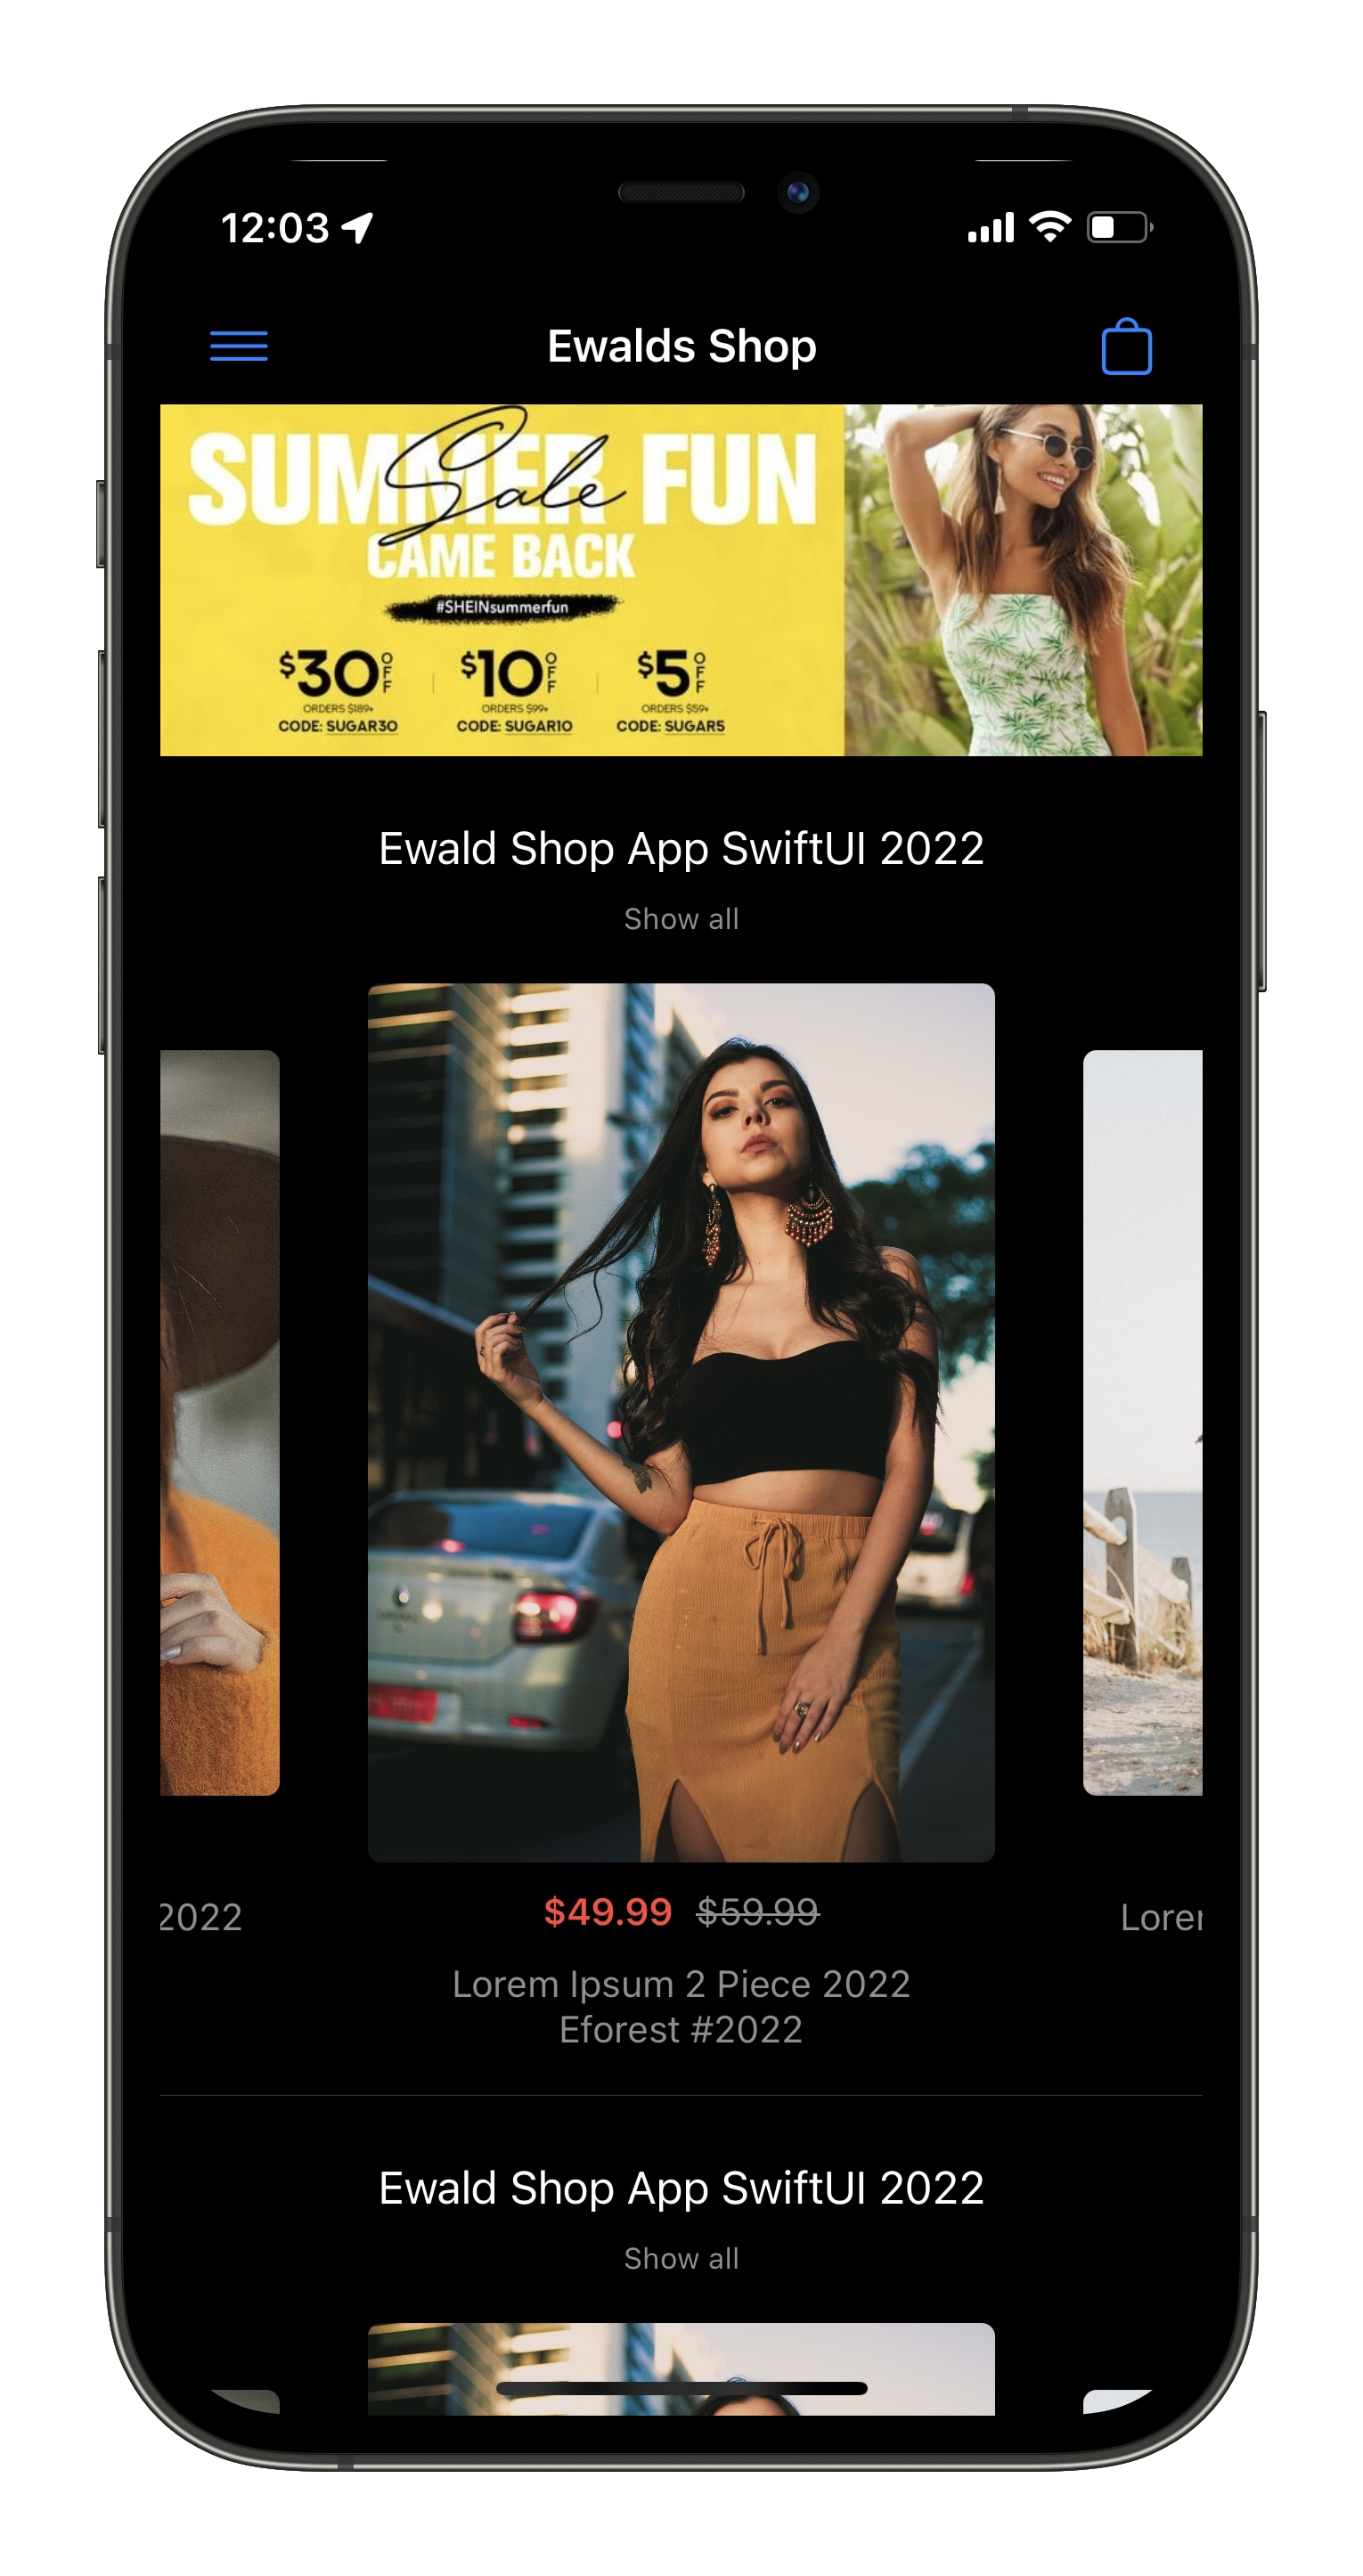 12:03
Ewalds Shop
SUMMER FUN
Sale
CAME BACK
#SHEINsummerfun
$30 OFF $10 OFF $5 OFF
ORDERS $189+ ORDERS $99+ ORDERS $59+
CODE: SUGAR30 CODE: SUGAR10 CODE: SUGAR5
Ewald Shop App SwiftUI 2022
Show all
$49.99 $59.99
2022
Lorem Ipsum 2 Piece 2022
Eforest #2022
Ewald Shop App SwiftUI 2022
Show all